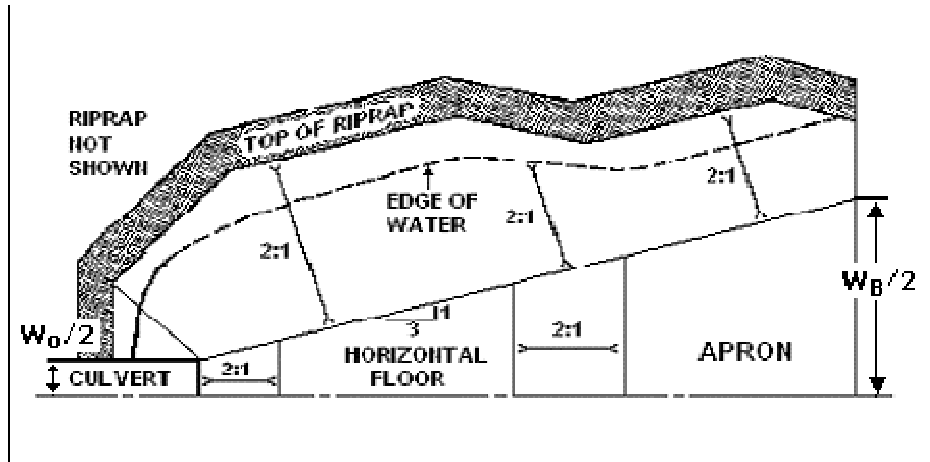 RIPRAP
NOT
SHOWN
TOP OF RIPRAP
EDGE OF
WATER
2:1
2:1
2:1
W₀/2
W_B/2
1
3
CULVERT
2:1
HORIZONTAL
FLOOR
2:1
APRON